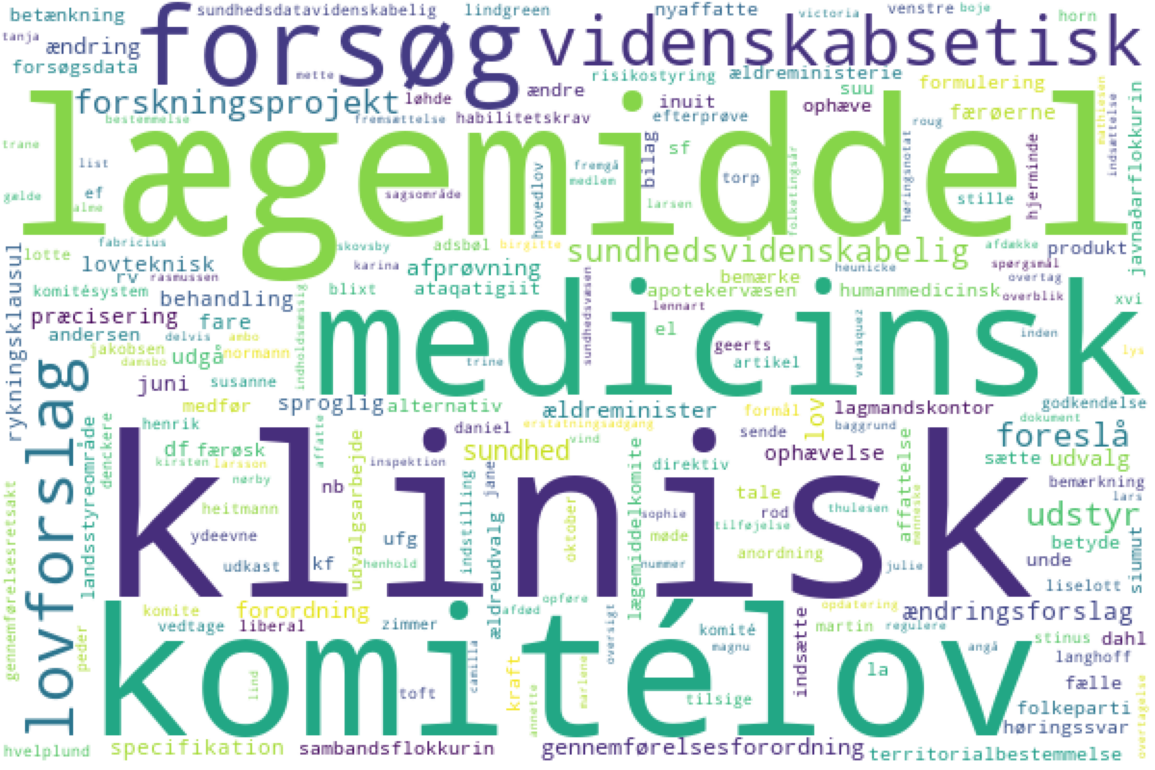 betænkning
sundhedsdatavidenskabelig
lindgreen
nyaffatte
victoria
venstre
boje
horn
tanja
ændring
forsøg
videnskabsetisk
forsøgsdata
mette
risikostyring
ældreministerie
suu
formulering
forskningsprojekt
løhde
ændre
inuit
ophæve
færøerne
mathiesen
javnaðarflokkurin
bestemmelse
fremsættelse
habilitetskrav
efterprøve
roug
indsættelse
trane
lægemiddel
list
hovedlov
fremgå
medlem
bilag
sf
torp
folketingsår
høringsnotat
hjerminde
gælde
ef
alme
sagsområde
larsen
stille
rykningsklausul
fabricius
skovsby
adsbøl
birgitte
sundhedsvidenskabelig
afdække
produkt
lotte
lovteknisk
rv
rasmussen
karina
afprøvning
heunicke
spørgsmål
overtag
komitésystem
behandling
blixt
ataqatigiit
sundhedsvæsen
bemærke
apotekervæsen
humanmedicinsk
overblik
xvi
præcisering
fare
indholdsmæssig
medicinsk
lennart
andersen
delvis
ambo
el
geerts
velasquez
inden
jakobsen
udgå
normann
damsbo
trine
artikel
lys
juni
susanne
lovforslag
medfør
sproglig
alternativ
ældreminister
formål
lov
lagmandskontor
godkendelse
henrik
erstatningsadgang
baggrund
dokument
landsstyreområde
denckere
df
færøsk
affatte
daniel
vind
sende
foreslå
kirsten
larsson
udvalgsarbejde
inspektion
sundhed
direktiv
ophævelse
affattelse
sætte
udvalg
nørby
klinisk
nb
indstilling
jane
lægemiddelkomite
tale
menneske
bemærkning
lars
gennemførelsesretsakt
heitmann
oktober
sophie
rod
thulesen
udstyr
ydeevne
ufg
tilføjelse
møde
betyde
siumut
udkast
kf
henhold
ældreudvalg
anordning
nummer
julie
unde
liselott
komite
forordning
afdød
opføre
opdatering
ændringsforslag
peder
vedtage
liberal
zimmer
oversigt
komité
indsætte
martin
regulere
stinus
dahl
komitélov
magnu
angå
langhoff
lind
toft
camilla
kraft
annette
marlene
tilsige
la
fælle
folkeparti
høringssvar
overtagelse
hvelplund
specifikation
sambandsflokkurin
gennemførelsesforordning
territorialbestemmelse